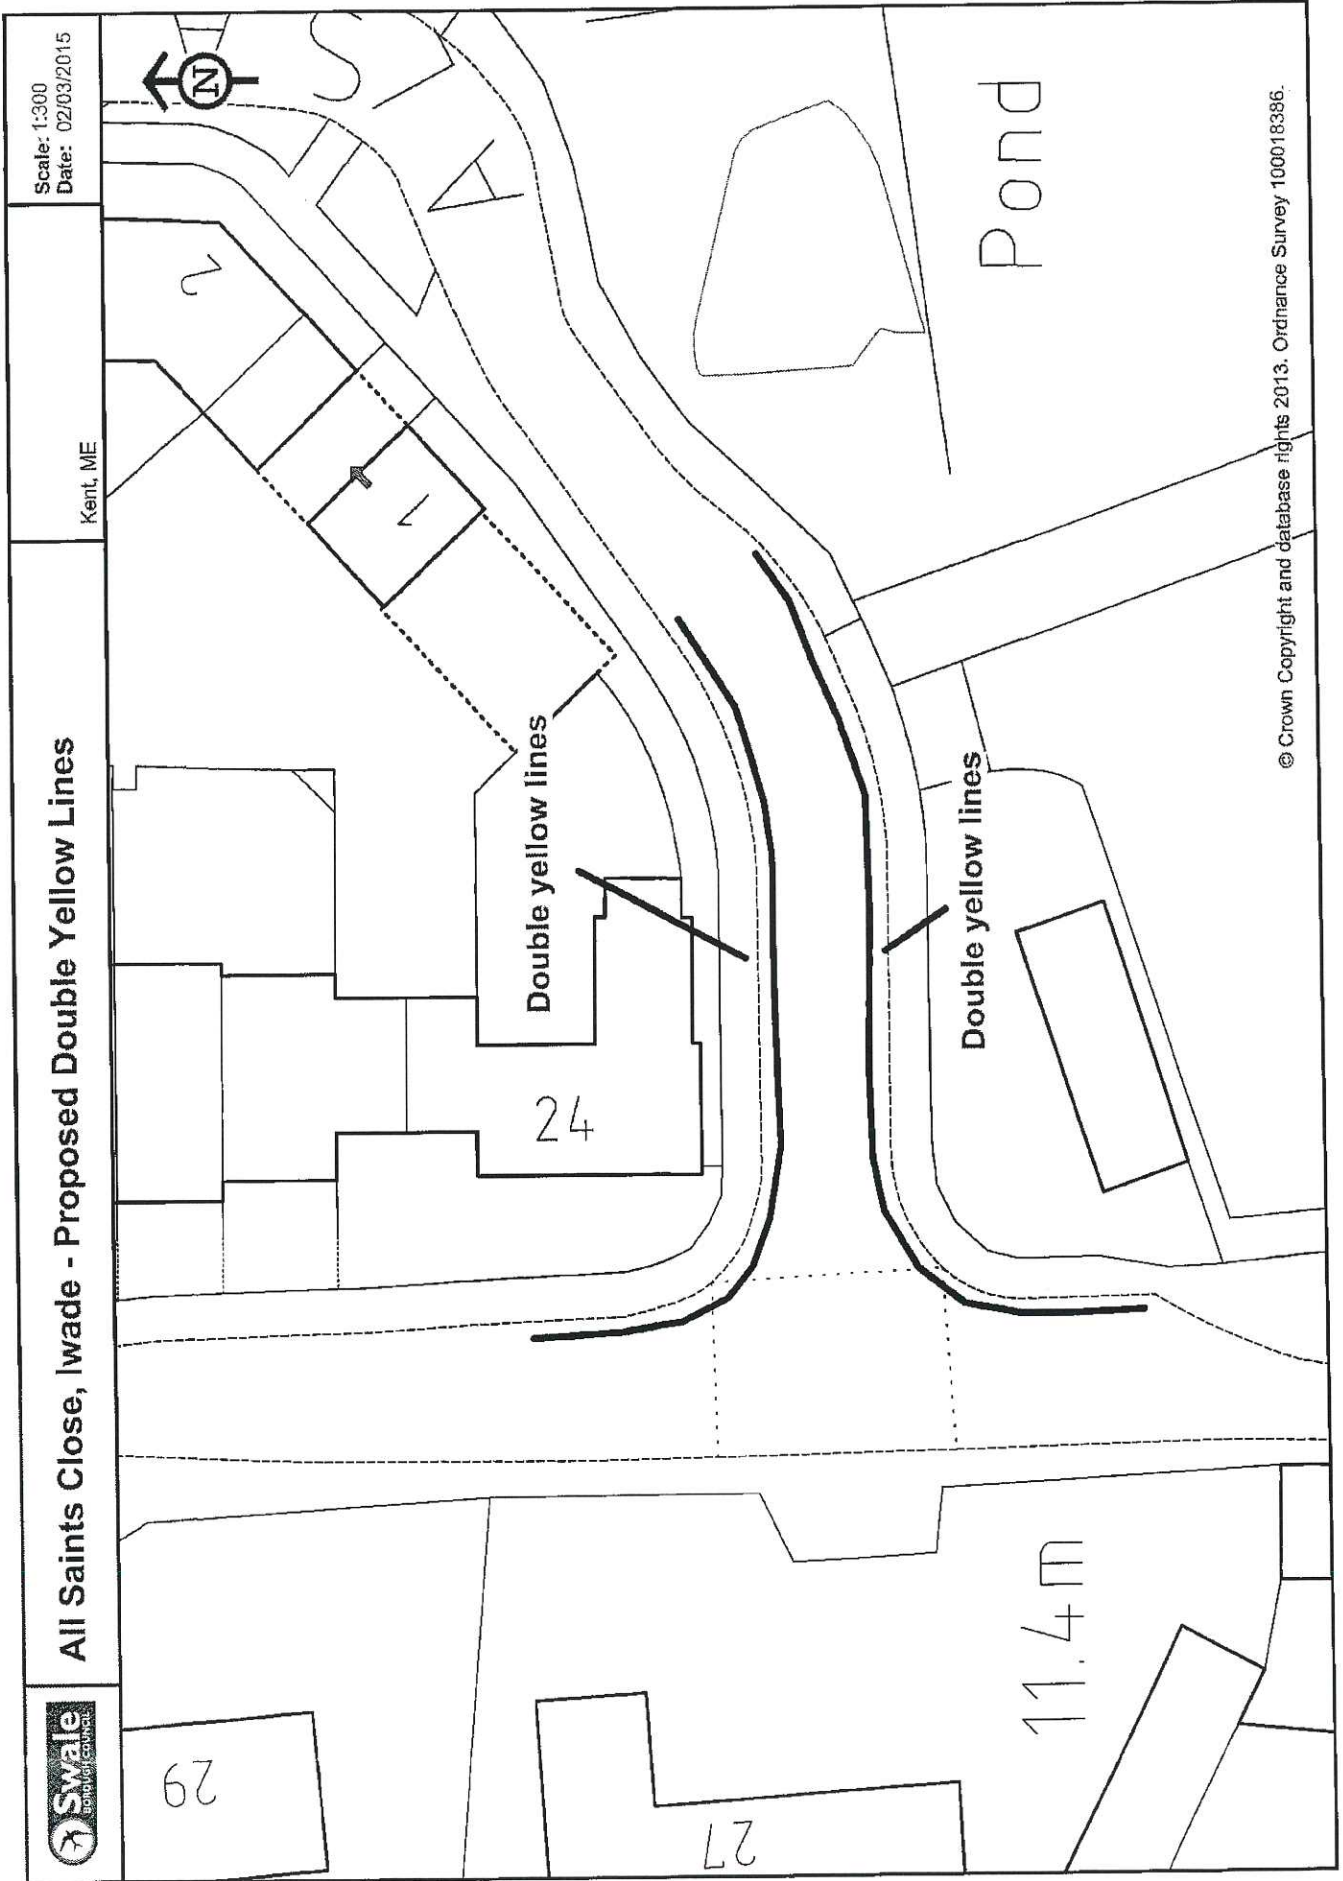 Swale
BOROUGH COUNCIL
All Saints Close, Iwade - Proposed Double Yellow Lines
Kent, ME
Scale: 1:300
Date: 02/03/2015
N
29
27
24
1
2
A
S
Double yellow lines
Double yellow lines
Pond
11.4m
© Crown Copyright and database rights 2013. Ordnance Survey 100018386.